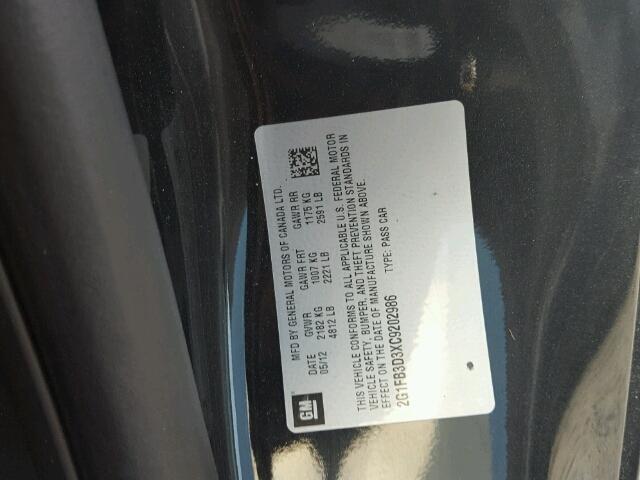 GM
MFD BY GENERAL MOTORS OF CANADA LTD.
DATE GVWR GAWR FRT GAWR RR
05/12 2182 KG 1007 KG 1175 KG
4812 LB 2221 LB 2591 LB
THIS VEHICLE CONFORMS TO ALL APPLICABLE U.S. FEDERAL MOTOR
VEHICLE SAFETY, BUMPER, AND THEFT PREVENTION STANDARDS IN
EFFECT ON THE DATE OF MANUFACTURE SHOWN ABOVE.
2G1FB3D3XC9202986 TYPE: PASS CAR